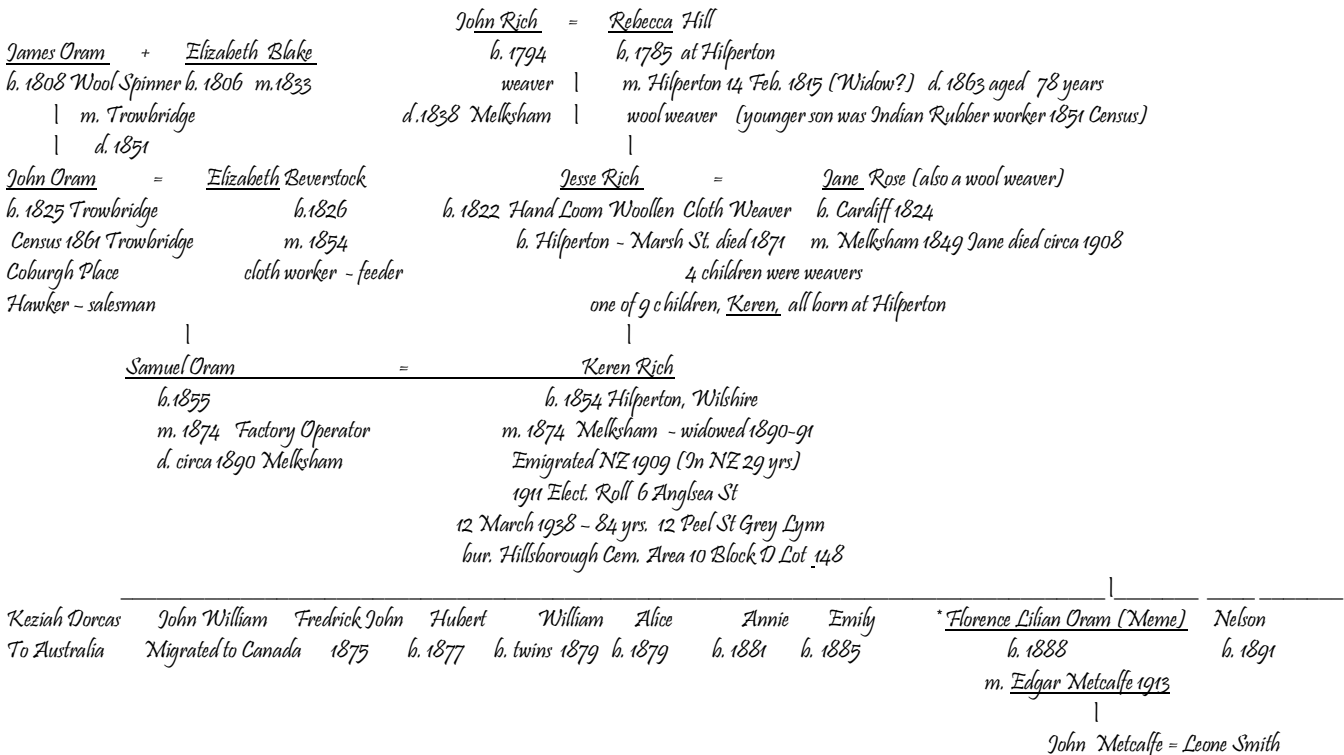 John Rich = Rebecca Hill
James Oram + Elizabeth Blake b. 1794 b, 1785 at Hilperton
b. 1808 Wool Spinner b. 1806 m.1833 weaver l m. Hilperton 14 Feb. 1815 (Widow?) d. 1863 aged 78 years
l m. Trowbridge d.1838 Melksham l wool weaver (younger son was Indian Rubber worker 1851 Census)
l d. 1851 l
John Oram = Elizabeth Beverstock Jesse Rich = Jane Rose (also a wool weaver)
b. 1825 Trowbridge b.1826 b. 1822 Hand Loom Woollen Cloth Weaver b. Cardiff 1824
Census 1861 Trowbridge m. 1854 b. Hilperton - Marsh St. died 1871 m. Melksham 1849 Jane died circa 1908
Coburgh Place cloth worker - feeder 4 children were weavers
Hawker – salesman one of 9 c hildren, Keren, all born at Hilperton
l l
Samuel Oram = Keren Rich
b.1855 b. 1854 Hilperton, Wilshire
m. 1874 Factory Operator m. 1874 Melksham - widowed 1890-91
d. circa 1890 Melksham Emigrated NZ 1909 (In NZ 29 yrs)
1911 Elect. Roll 6 Anglsea St
12 March 1938 – 84 yrs. 12 Peel St Grey Lynn
bur. Hillsborough Cem. Area 10 Block D Lot 148
l
Keziah Dorcas John William Fredrick John Hubert William Alice Annie Emily *Florence Lilian Oram (Meme) Nelson
To Australia Migrated to Canada 1875 b. 1877 b. twins 1879 b. 1879 b. 1881 b. 1885 b. 1888 b. 1891
m. Edgar Metcalfe 1913
l
John Metcalfe = Leone Smith